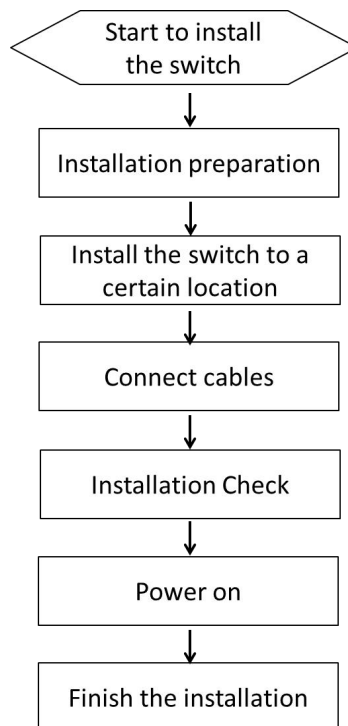 Start to install
the switch
Installation preparation
Install the switch to a
certain location
Connect cables
Installation Check
Power on
Finish the installation